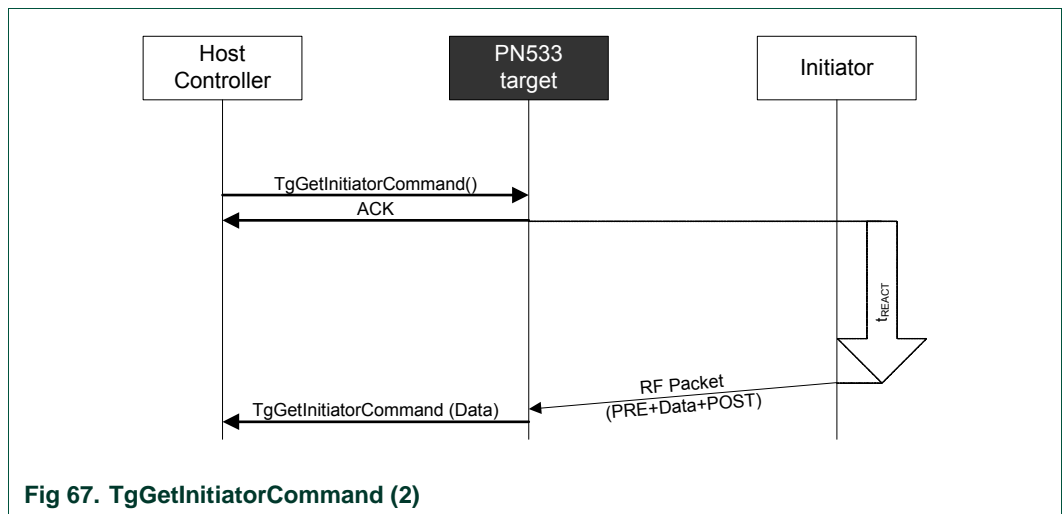 Host
Controller
PN533
target
Initiator
TgGetInitiatorCommand()
ACK
tREACT
RF Packet
(PRE+Data+POST)
TgGetInitiatorCommand (Data)
Fig 67. TgGetInitiatorCommand (2)